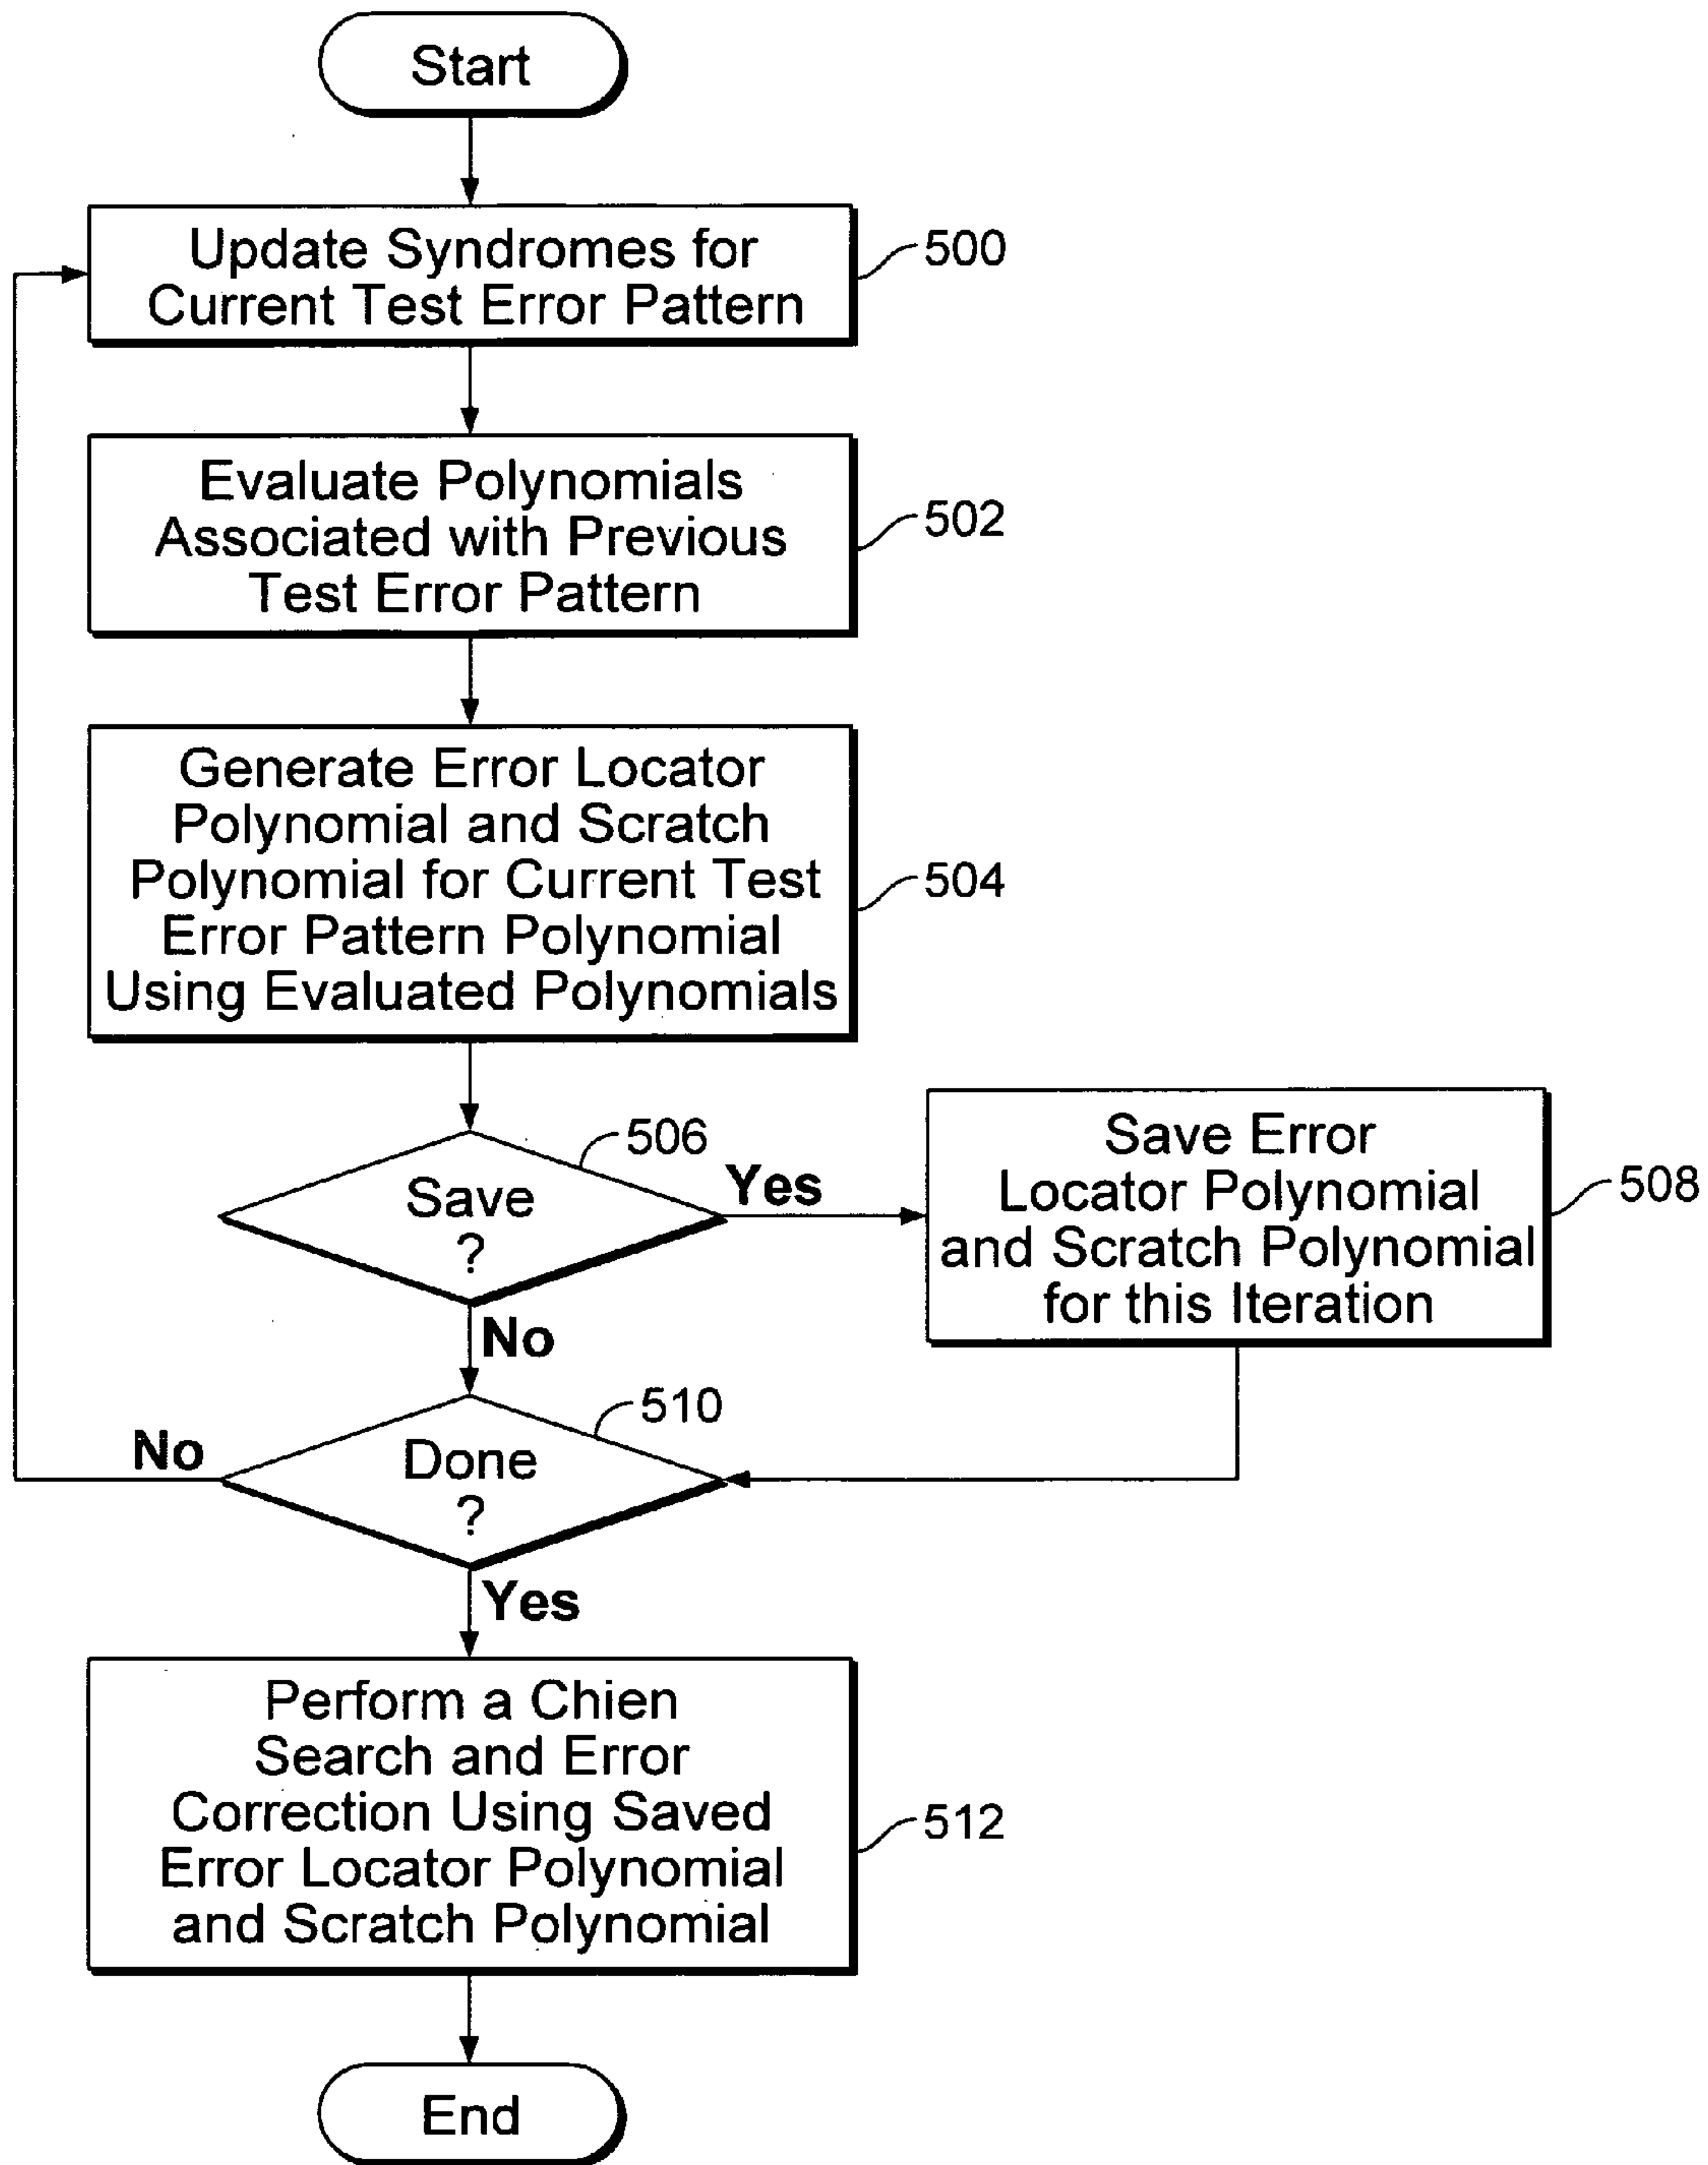 Start
Update Syndromes for
Current Test Error Pattern
500
Evaluate Polynomials
Associated with Previous
Test Error Pattern
502
Generate Error Locator
Polynomial and Scratch
Polynomial for Current Test
Error Pattern Polynomial
Using Evaluated Polynomials
504
Save
?
506
Yes
No
Save Error
Locator Polynomial
and Scratch Polynomial
for this Iteration
508
Done
?
510
No
Yes
Perform a Chien
Search and Error
Correction Using Saved
Error Locator Polynomial
and Scratch Polynomial
512
End